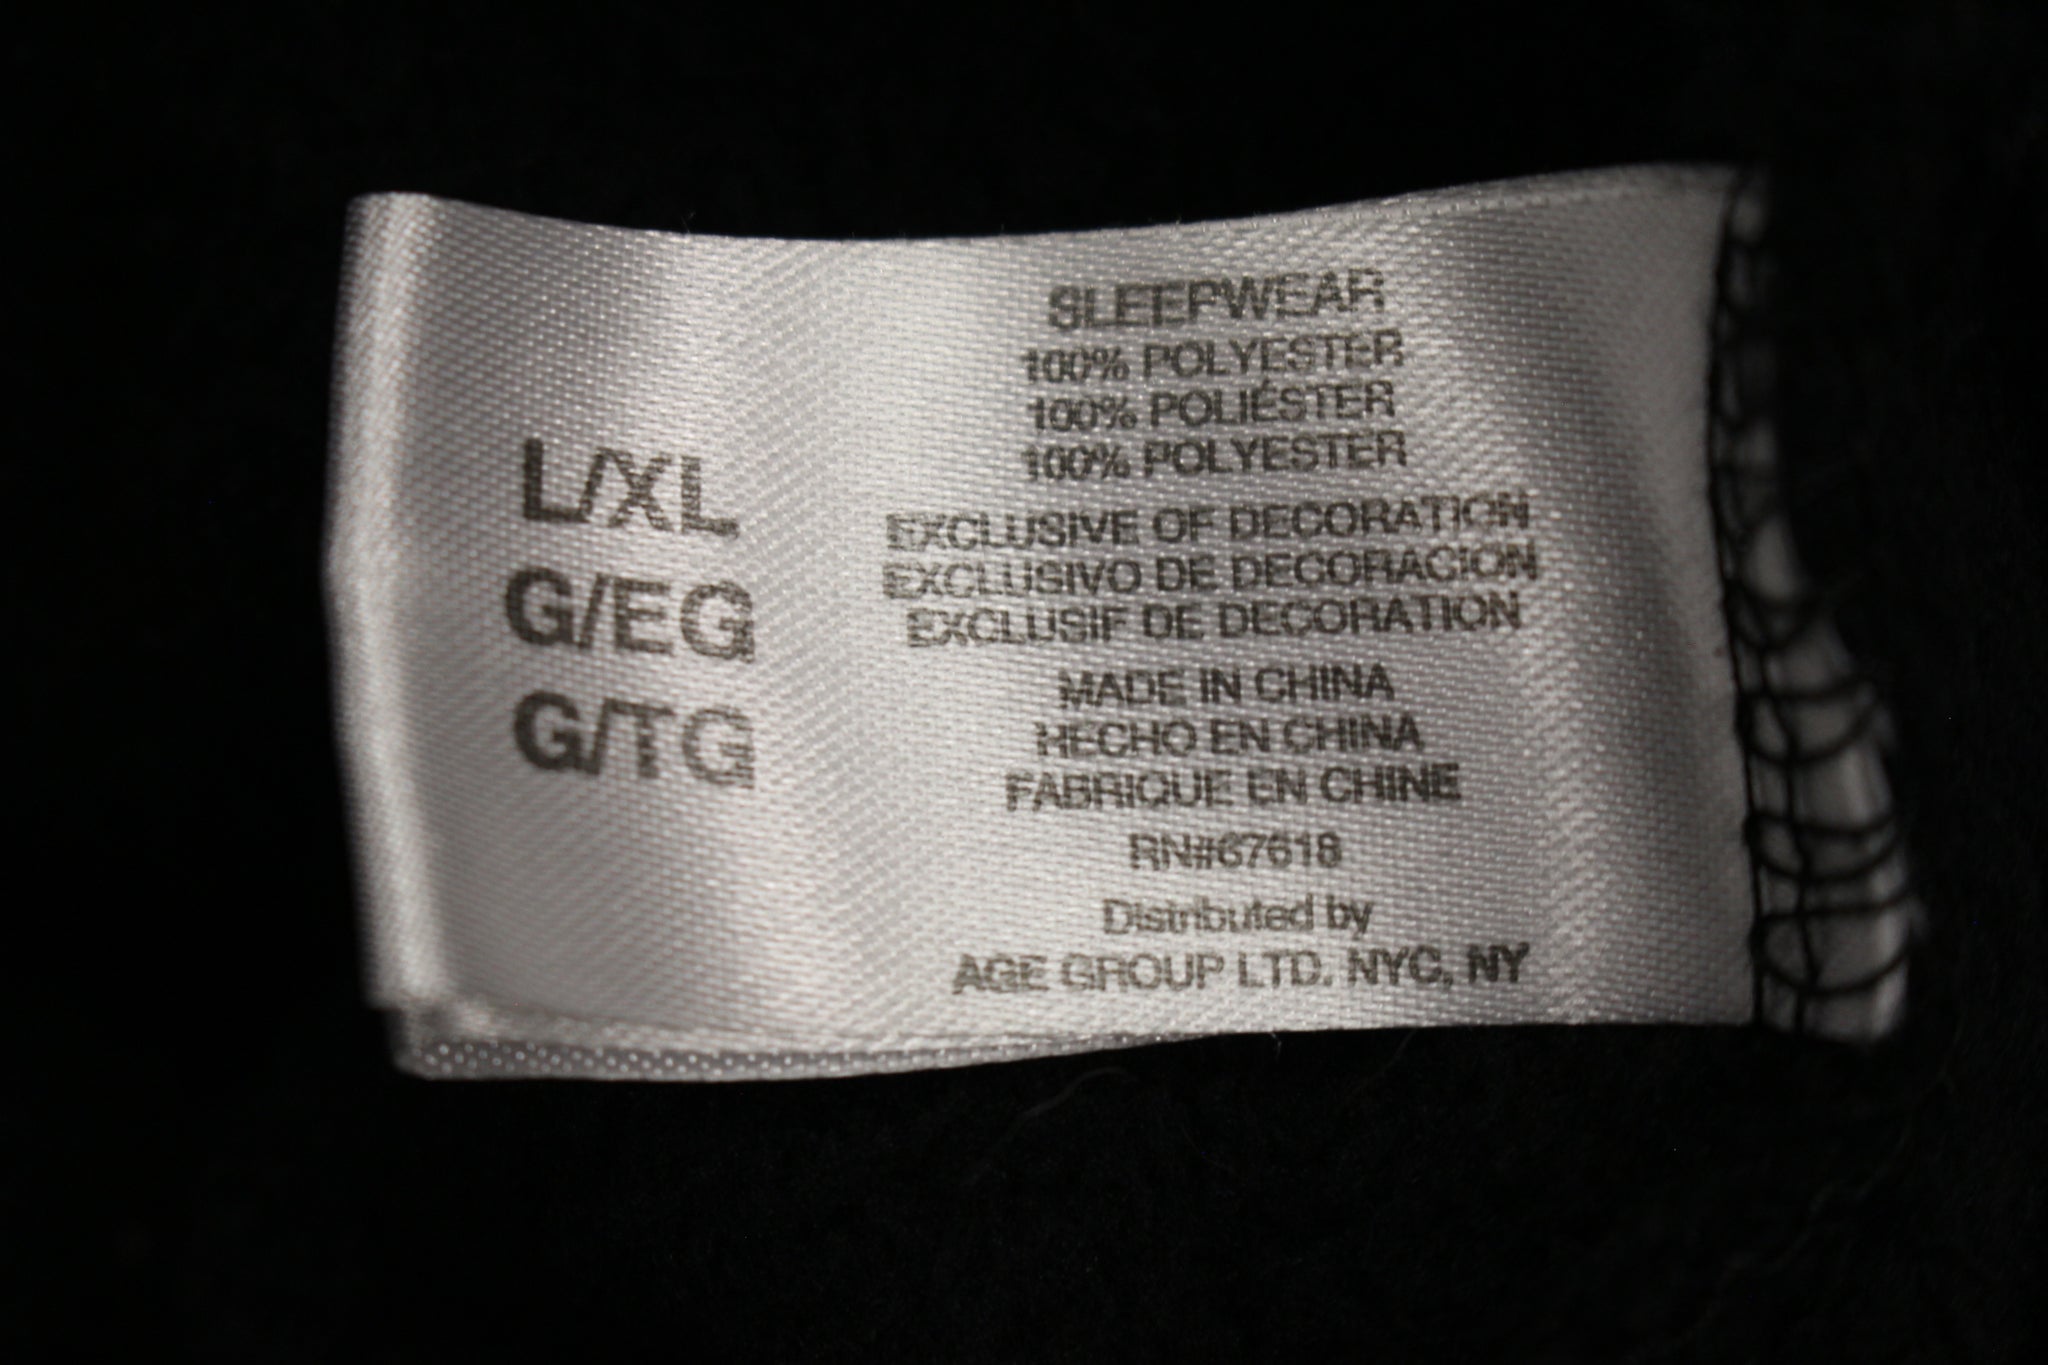 L/XL
G/EG
G/TG
SLEEPWEAR
100% POLYESTER
100% POLIÉSTER
100% POLYESTER
EXCLUSIVE OF DECORATION
EXCLUSIVO DE DECORACION
EXCLUSIF DE DECORATION
MADE IN CHINA
HECHO EN CHINA
FABRIQUE EN CHINE
RN#67618
Distributed by
AGE GROUP LTD. NYC, NY